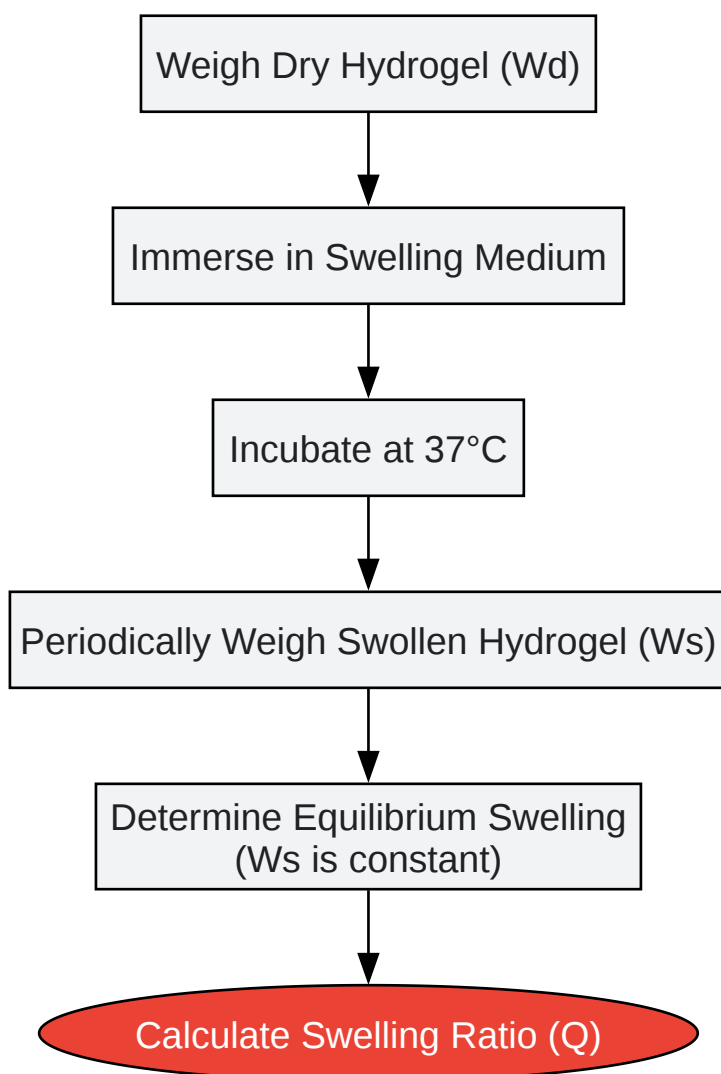 Weigh Dry Hydrogel (Wd)
Immerse in Swelling Medium
Incubate at 37°C
Periodically Weigh Swollen Hydrogel (Ws)
Determine Equilibrium Swelling
(Ws is constant)
Calculate Swelling Ratio (Q)